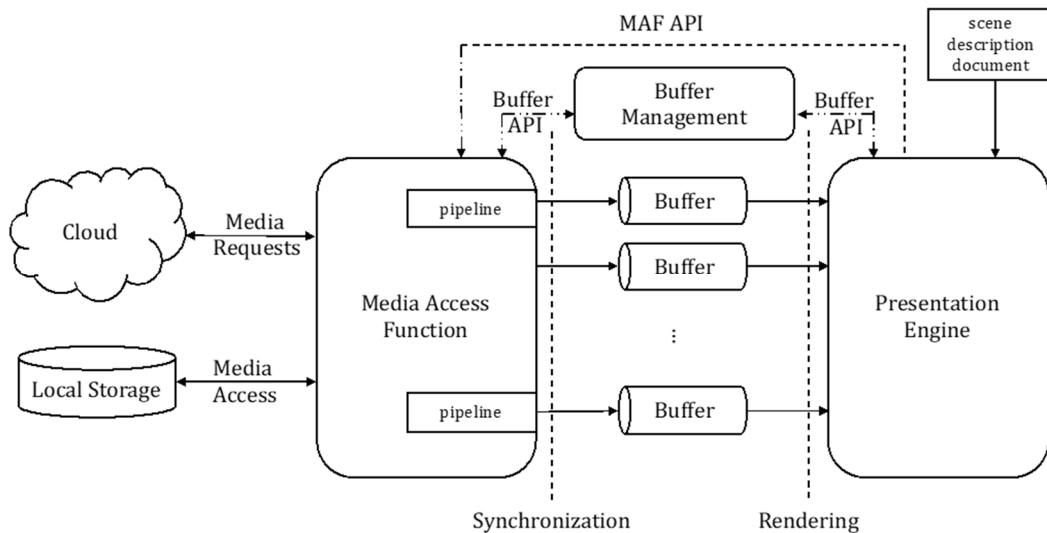 MAF API
scene
description
document
Buffer
API
Buffer
Management
Buffer
API
pipeline
Buffer
Cloud
Media
Requests
Buffer
Media Access
Function
Presentation
Engine
...
Local Storage
Media
Access
pipeline
Buffer
Synchronization
Rendering